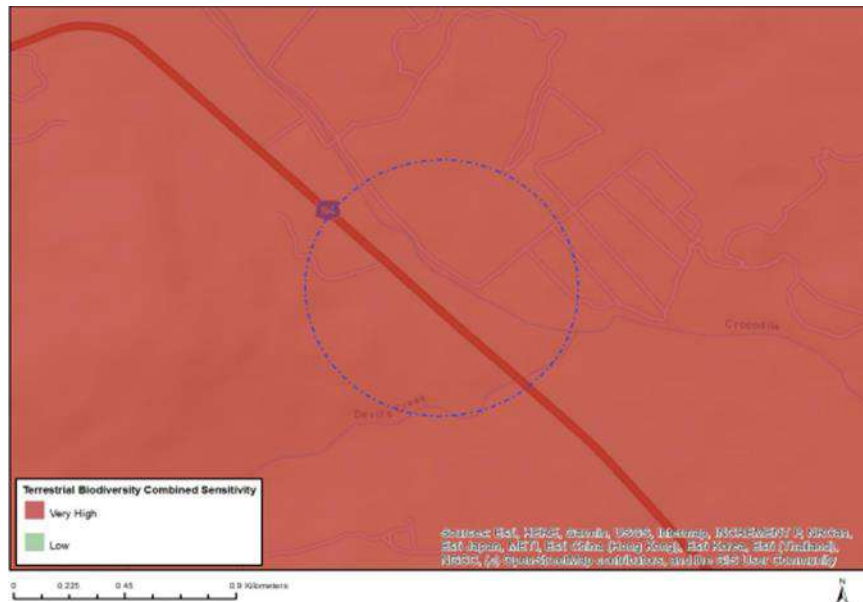 Crocodile
Devil's Creek
Terrestrial Biodiversity Combined Sensitivity
Very High
Low
Sources: Esri, HERE, Garmin, USGS, Intermap, INCREMENT P, NRCan,
Esri Japan, METI, Esri China (Hong Kong), Esri Korea, Esri (Thailand),
NGCC, (c) OpenStreetMap contributors, and the GIS User Community
0 0.225 0.45 0.9 Kilometers
N